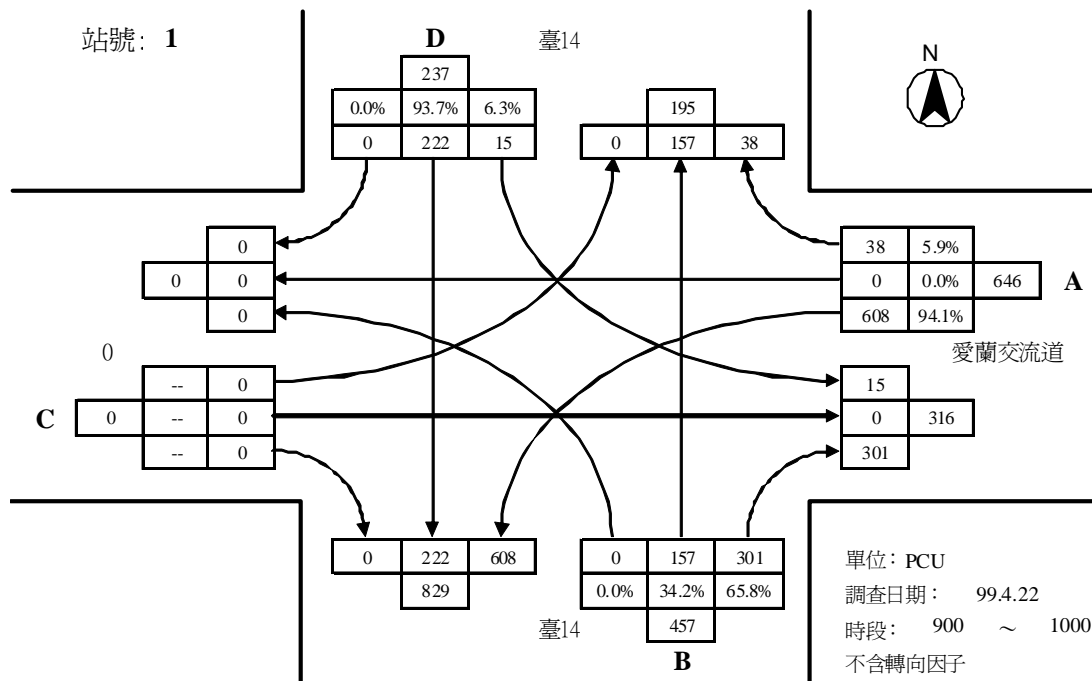 站號: 1
D
臺14
N
237
0.0% 93.7% 6.3%
0 222 15
195
0 157 38
0
0 0
0
38 5.9%
0 0.0% 646
608 94.1%
A
0
愛蘭交流道
C
-- 0
0 -- 0
-- 0
15
0 316
301
0 222 608
829
0 157 301
0.0% 34.2% 65.8%
457
臺14
B
單位: PCU
調查日期: 99.4.22
時段: 900 ～ 1000
不含轉向因子